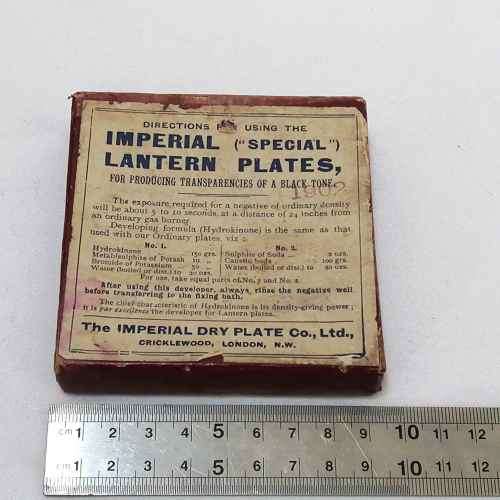 DIRECTIONS FOR USING THE
IMPERIAL ("SPECIAL")
LANTERN PLATES,
FOR PRODUCING TRANSPARENCIES OF A BLACK TONE.
1902
The exposure required for a negative of ordinary density
will be about 5 to 10 seconds, at a distance of 24 inches from
an ordinary gas burner.
Developing formula (Hydrokinone) is the same as that
used with our Ordinary plates, viz :
No. 1.
Hydrokinone 150 grs.
Metabisulphite of Potash 10 „
Bromide of Potassium 50 „
Water (boiled or dist.) to 20 ozs.
No. 2.
Sulphite of Soda 2 ozs.
Caustic Soda 100 grs.
Water (boiled or dist.) to 20 ozs.
For use, take equal parts of No. 1 and No. 2.
After using this developer, always rinse the negative well
before transferring to the fixing bath.
The chief characteristic of Hydrokinone is its density-giving power ;
it is par excellence the developer for Lantern plates.
The IMPERIAL DRY PLATE Co., Ltd.,
CRICKLEWOOD, LONDON, N.W.
cm 1 2 3 4 5 6 7 8 9 10 11 12
cm 1 2 3 4 5 6 7 8 9 10 11 12